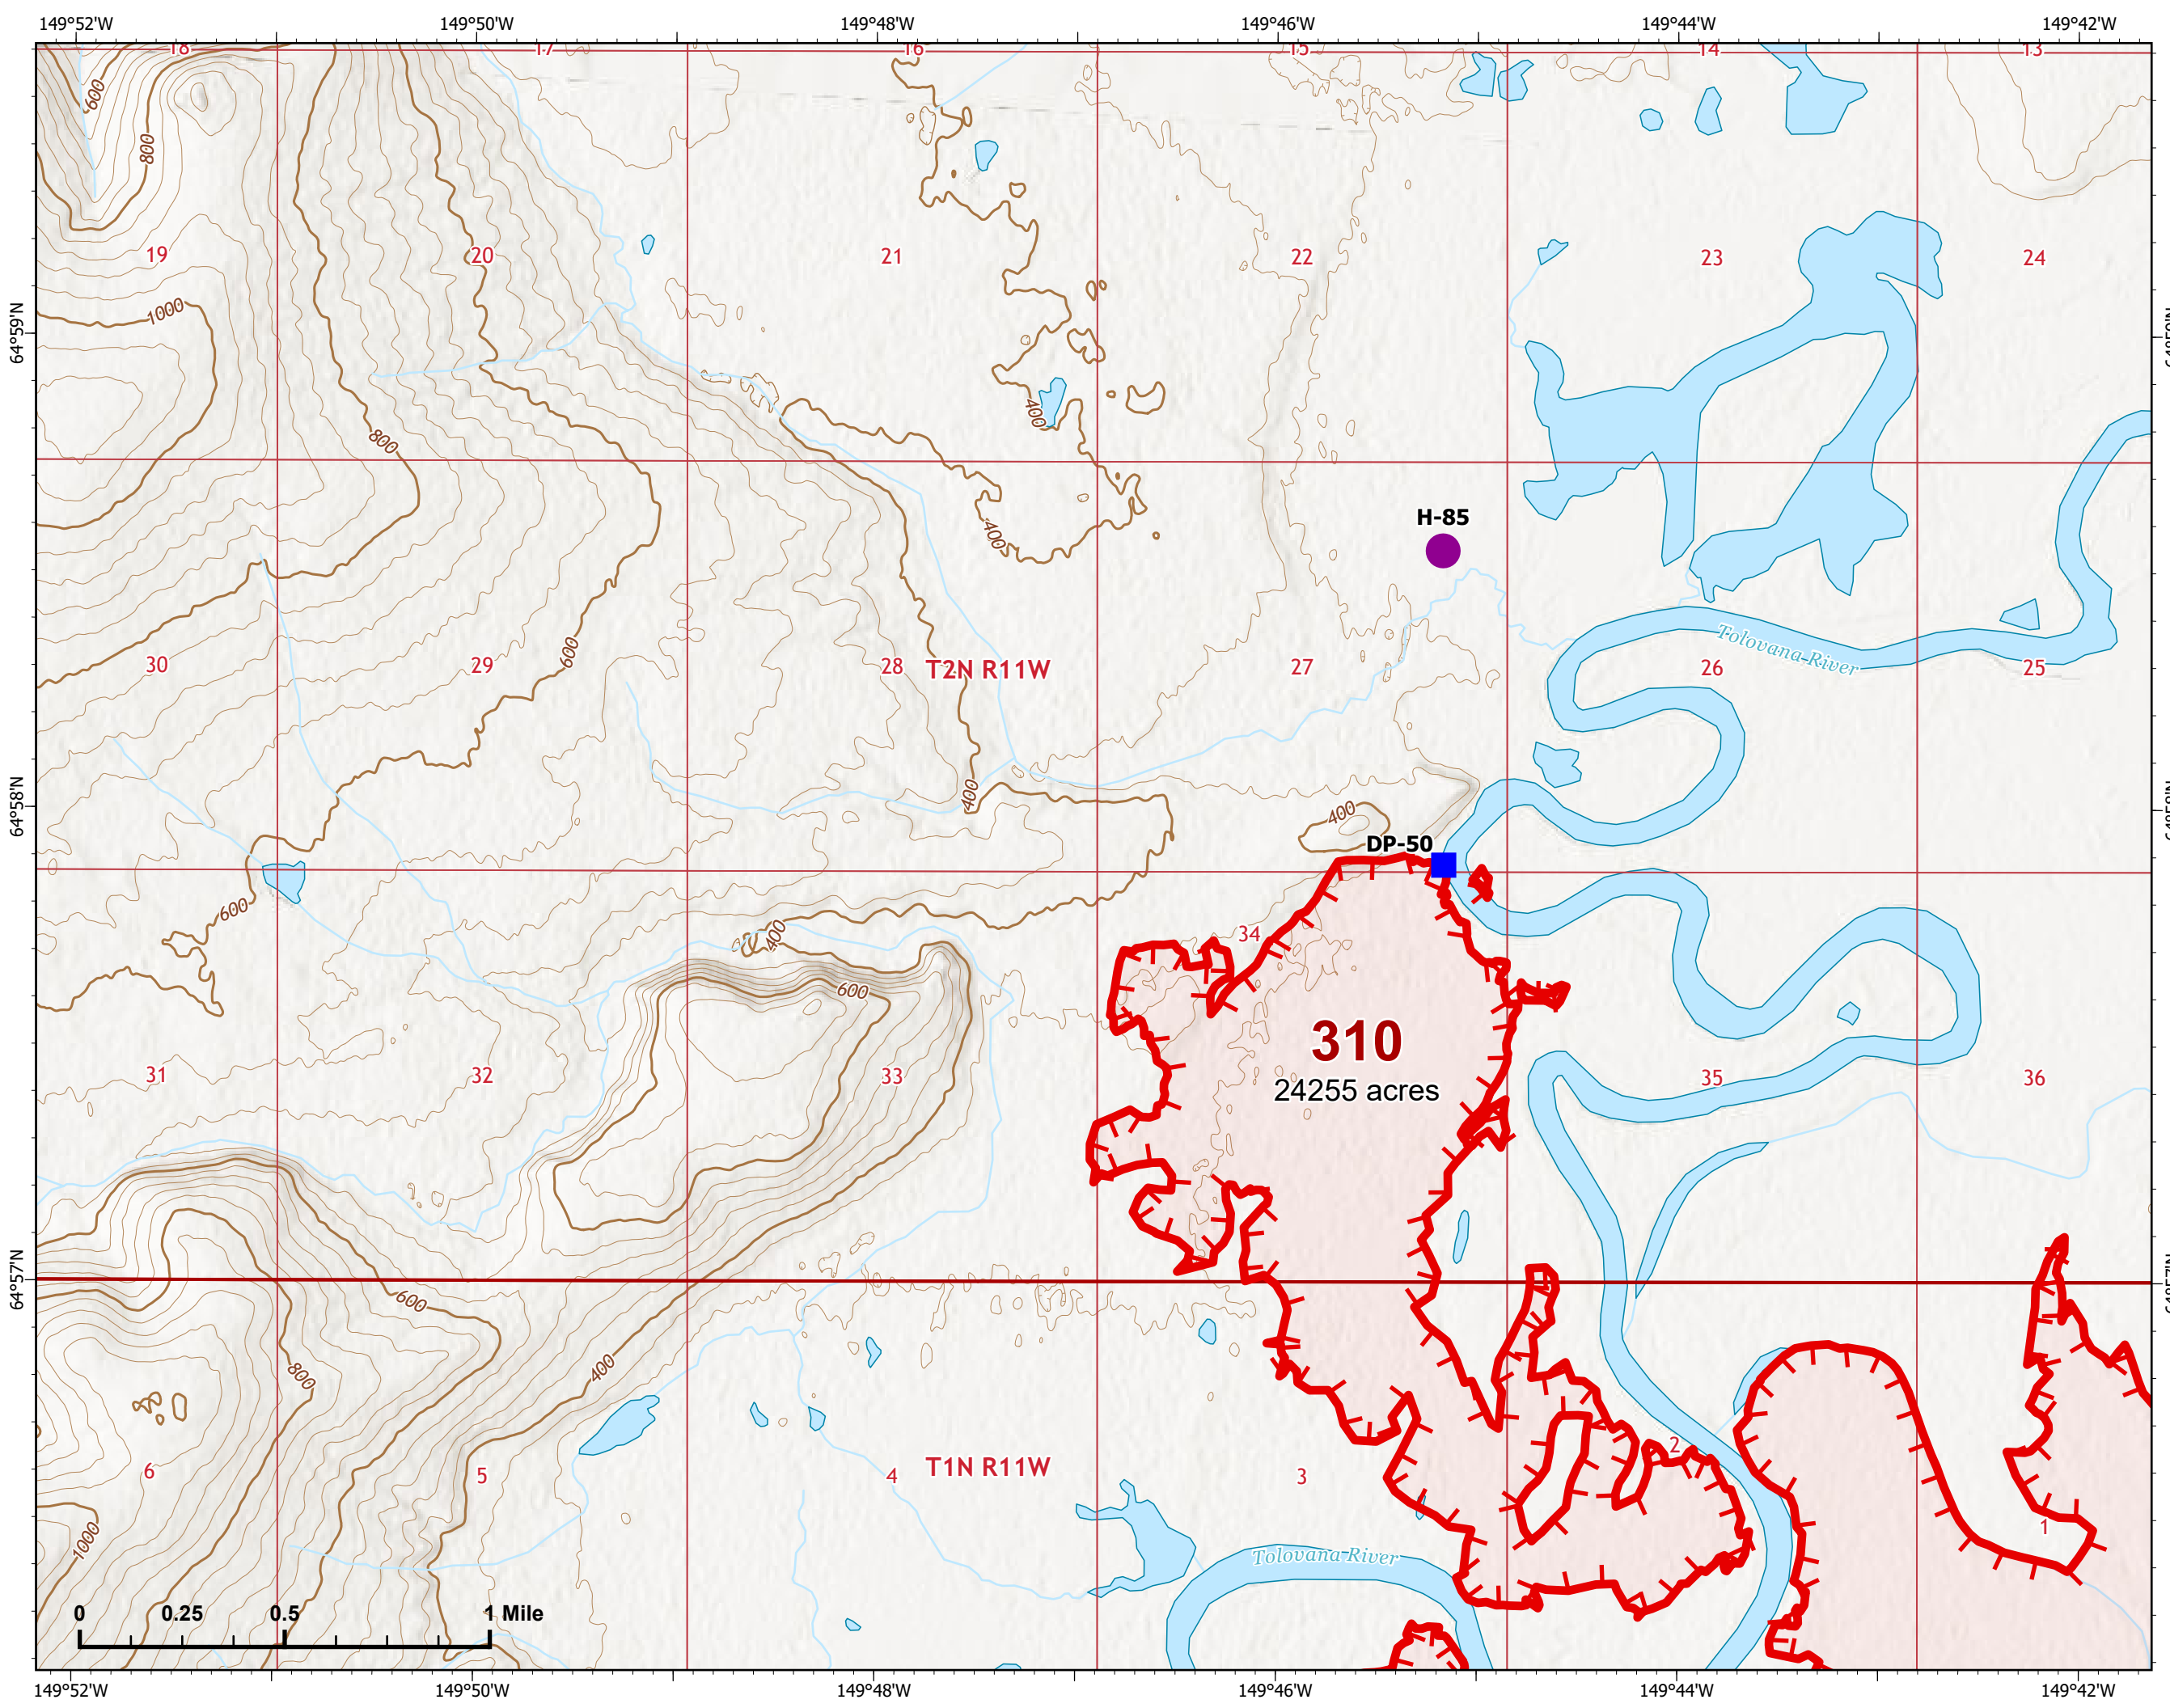 149°52'W 149°50'W 149°48'W 149°46'W 149°44'W 149°42'W
18 17 16 15 14 13
600
800
19 20 21 22 23 24
1000
64°59'N
400
800
H-85
400
Tolovana River
600
30 29 28 T2N R11W 27 26 25
400
400
64°58'N
DP-50
600
400
34
600
310
24255 acres
31 32 33 35 36
64°57'N
600
400
800
2
6 5 4 T1N R11W 3
1
1000
Tolovana River
0 0.25 0.5 1 Mile
149°52'W 149°50'W 149°48'W 149°46'W 149°44'W 149°42'W